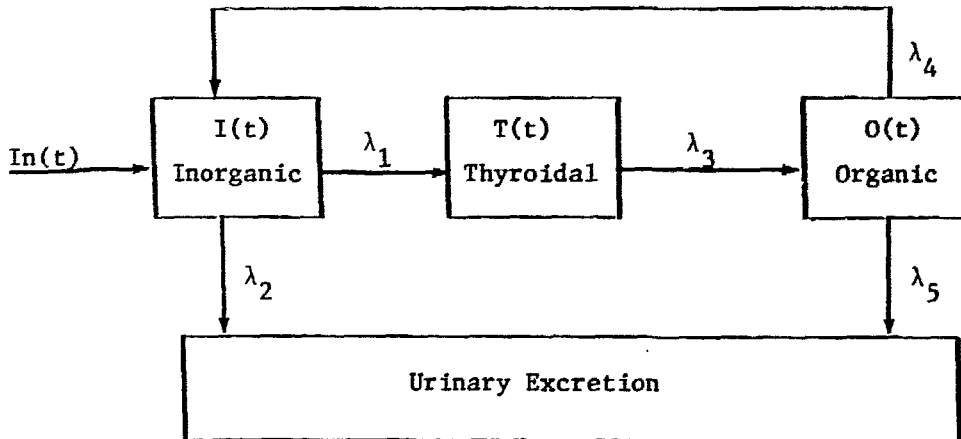 λ4
I(t)
T(t)
O(t)
In(t)
λ1
λ3
Inorganic
Thyroidal
Organic
λ2
λ5
Urinary Excretion